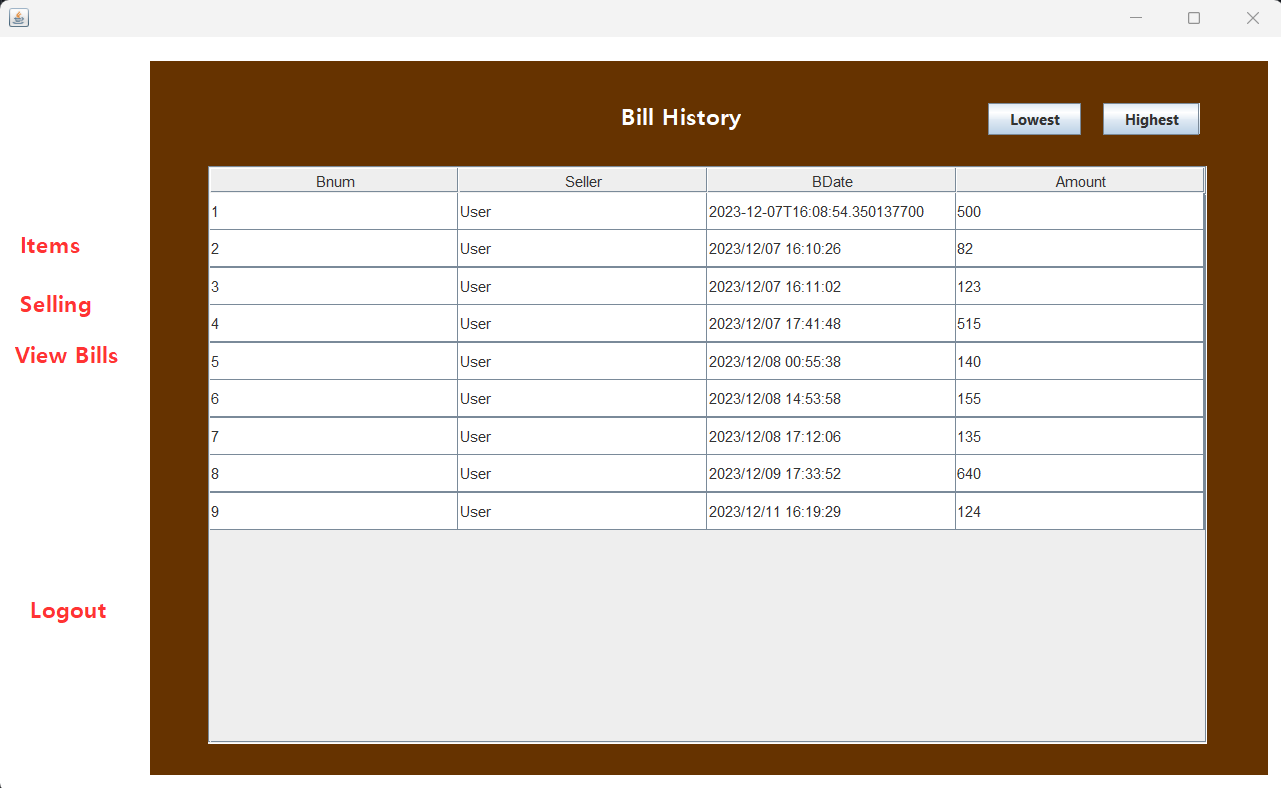 Bill History
Lowest Highest
Bnum Seller BDate Amount
1 User 2023-12-07T16:08:54.350137700 500
2 User 2023/12/07 16:10:26 82
3 User 2023/12/07 16:11:02 123
4 User 2023/12/07 17:41:48 515
5 User 2023/12/08 00:55:38 140
6 User 2023/12/08 14:53:58 155
7 User 2023/12/08 17:12:06 135
8 User 2023/12/09 17:33:52 640
9 User 2023/12/11 16:19:29 124
Items
Selling
View Bills
Logout